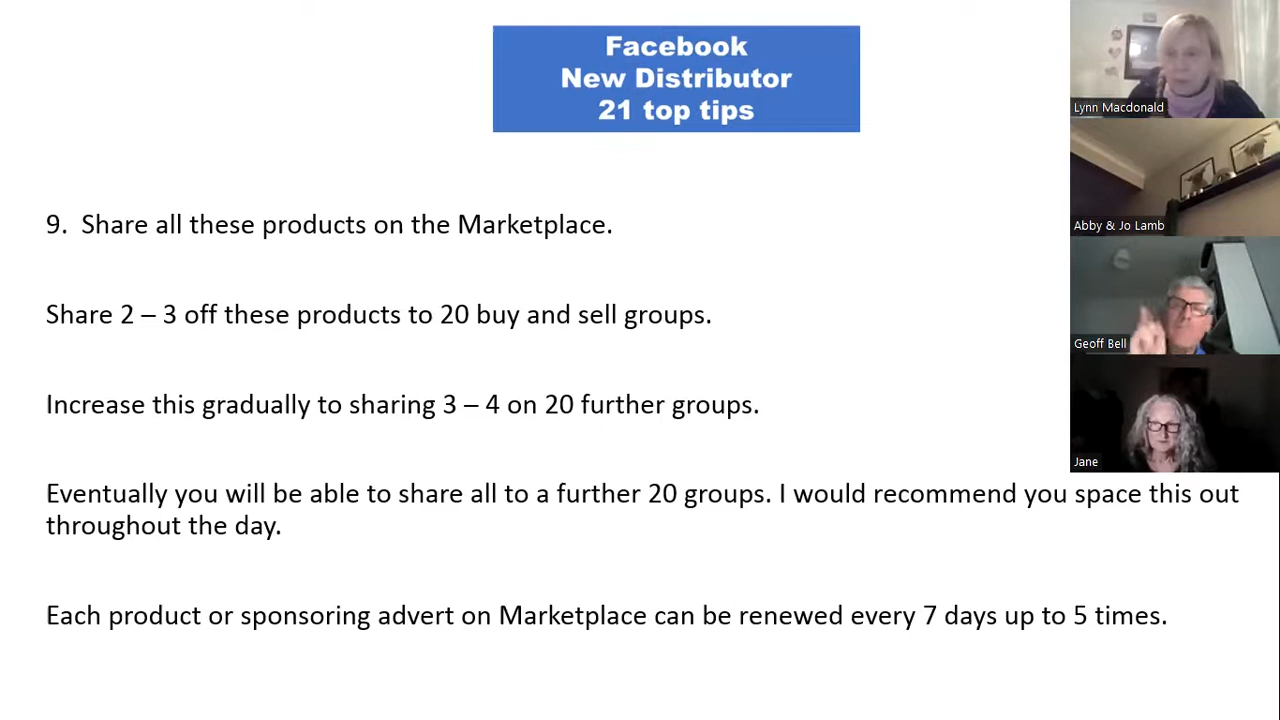 Facebook
New Distributor
21 top tips
9. Share all these products on the Marketplace.
Share 2 – 3 off these products to 20 buy and sell groups.
Increase this gradually to sharing 3 – 4 on 20 further groups.
Eventually you will be able to share all to a further 20 groups. I would recommend you space this out
throughout the day.
Each product or sponsoring advert on Marketplace can be renewed every 7 days up to 5 times.
Lynn Macdonald
Abby & Jo Lamb
Geoff Bell
Jane